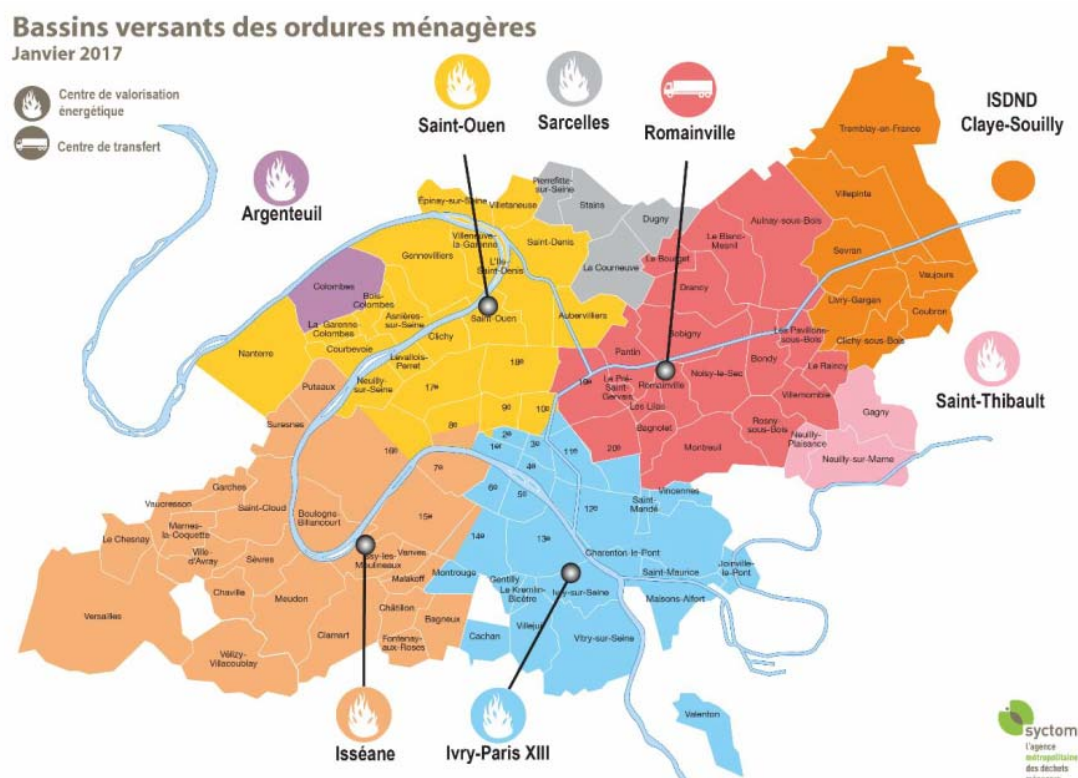 Bassins versants des ordures ménagères
Janvier 2017
Centre de valorisation
énergétique
Centre de transfert
Saint-Ouen
Sarcelles
Romainville
ISDND
Claye-Souilly
Argenteuil
Saint-Thibault
Isséane
Ivry-Paris XIII
Tremblay-en-France
Villepinte
Sevran
Vaujours
Livry-Gargan
Coubron
Clichy-sous-Bois
Pierrefitte-
sur-Seine
Stains
Dugny
La Courneuve
Epinay-sur-Seine
Villetaneuse
Villeneuve-
la-Garenne
Saint-Denis
Gennevilliers
L'Ile-
Saint-Denis
Colombes
Bois-
Colombes
Asnières-
sur-Seine
Saint-Ouen
Aubervilliers
La Garenne-
Colombes
Clichy
Courbevoie
Nanterre
Levallois-
Perret
Neuilly-
sur-Seine
17e
18e
9e
10e
8e
Aulnay-sous-Bois
Le Blanc-
Mesnil
Le Bourget
Drancy
Bobigny
Les Pavillons-
sous-Bois
Pantin
Bondy
Le Raincy
Le Pré-
Saint-
Gervais
Romainville
Noisy-le-Sec
Les Lilas
Villemomble
Bagnolet
Rosny-
sous-Bois
Montreuil
20e
Gagny
Neuilly-
Plaisance
Neuilly-sur-Marne
Puteaux
Suresnes
16e
7e
15e
Garches
Saint-Cloud
Vaucresson
Boulogne-
Billancourt
Marnes-
la-Coquette
Le Chesnay
Ville-
d'Avray
Sèvres
Vanves
Malakoff
Chaville
Meudon
Châtillon
Versailles
Clamart
Bagneux
Fontenay-
aux-Roses
Vélizy-
Villacoublay
2e
1er
3e
11e
4e
6e
5e
12e
14e
13e
Vincennes
Saint-
Mandé
Charenton-le-Pont
Saint-Maurice
Joinville-
le-Pont
Maisons-Alfort
Montrouge
Gentilly
Le Kremlin-
Bicêtre
Ivry-sur-Seine
Villejuif
Vitry-sur-Seine
Cachan
Valenton
syctom
l'agence
métropolitaine
des déchets